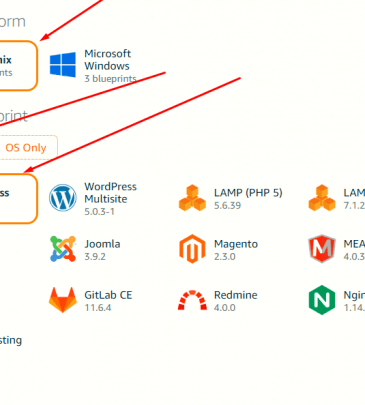 orm
nix
nts
Microsoft
Windows
3 blueprints
print
OS Only
ss
WordPress
Multisite
5.0.3-1
LAMP (PHP 5)
5.6.39
LAM
7.1.2
Joomla
3.9.2
Magento
2.3.0
MEA
4.0.3
GitLab CE
11.6.4
Redmine
4.0.0
Ngin
1.14.
sting